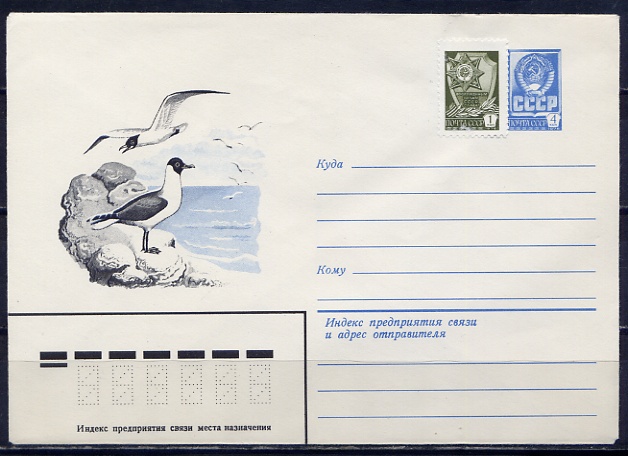 1
ПОЧТА СССР
СССР
ПОЧТА СССР 4
Куда
Кому
Индекс предприятия связи
и адрес отправителя
Индекс предприятия связи места назначения